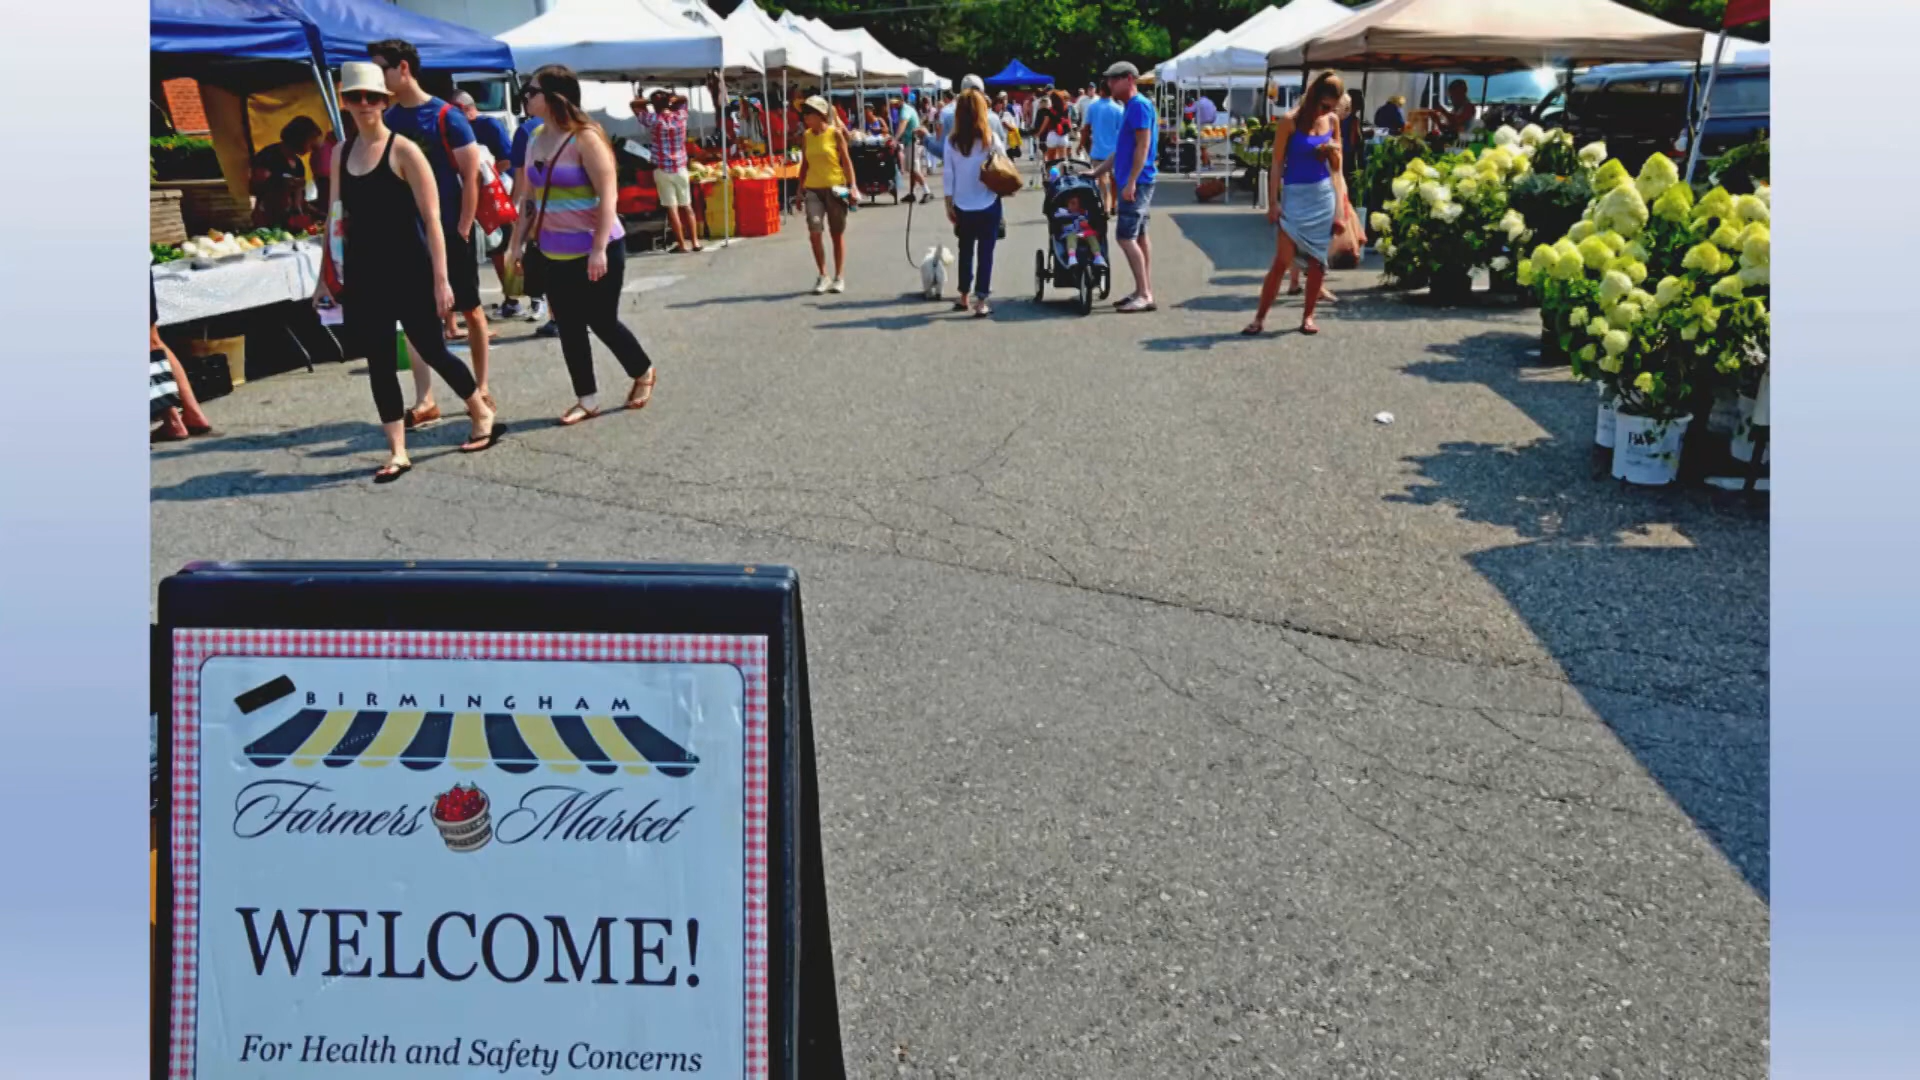 BIRMINGHAM
Farmers Market
WELCOME!
For Health and Safety Concerns